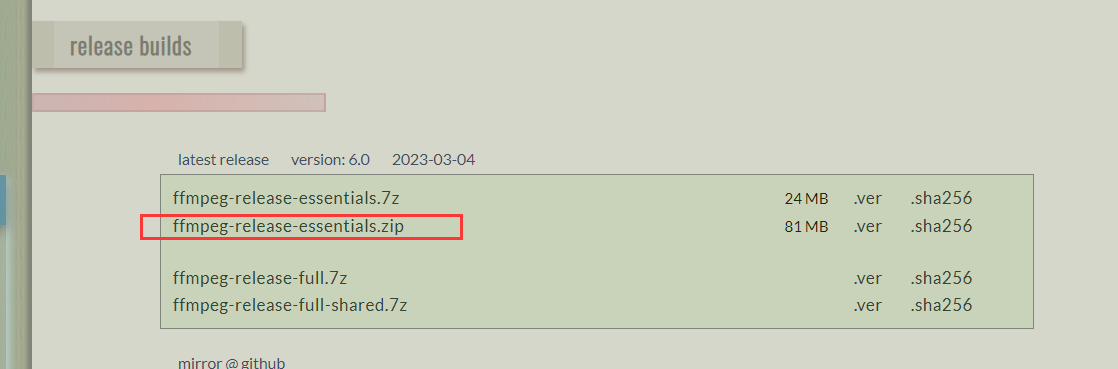 release builds
latest release version: 6.0 2023-03-04
ffmpeg-release-essentials.7z 24 MB .ver .sha256
ffmpeg-release-essentials.zip 81 MB .ver .sha256
ffmpeg-release-full.7z .ver .sha256
ffmpeg-release-full-shared.7z .ver .sha256
mirror @ github